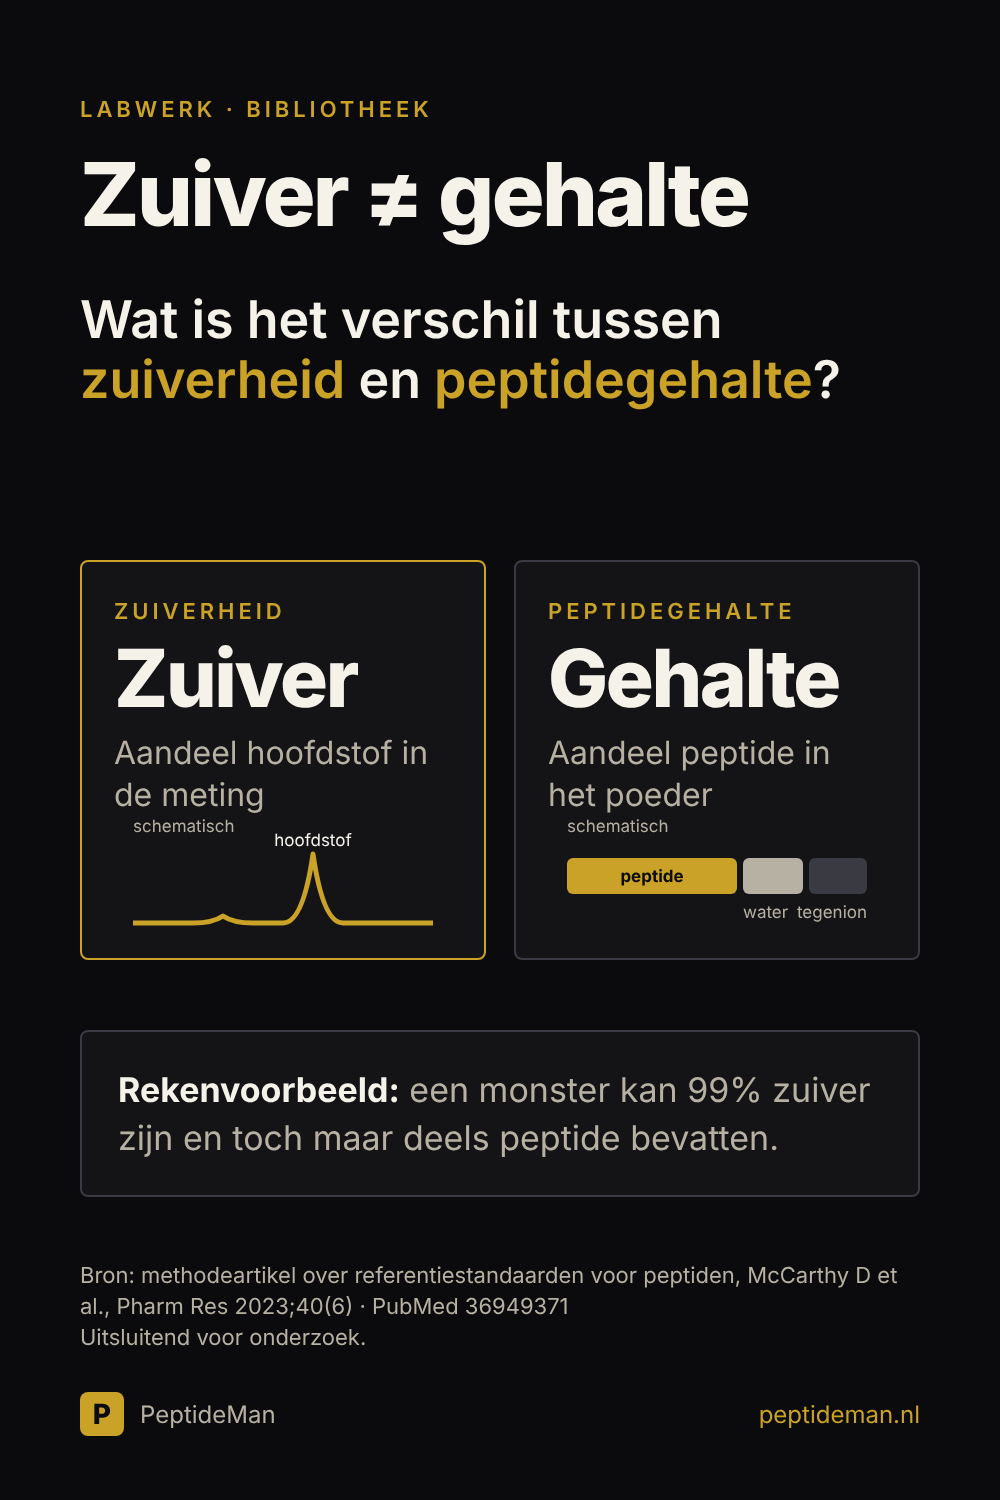 LABWERK · BIBLIOTHEEK
Zuiver ≠ gehalte
Wat is het verschil tussen
zuiverheid en peptidegehalte?
ZUIVERHEID
Zuiver
Aandeel hoofdstof in
de meting
schematisch
hoofdstof
PEPTIDEGEHALTE
Gehalte
Aandeel peptide in
het poeder
schematisch
peptide
water tegenion
Rekenvoorbeeld: een monster kan 99% zuiver
zijn en toch maar deels peptide bevatten.
Bron: methodeartikel over referentiestandaarden voor peptiden, McCarthy D et
al., Pharm Res 2023;40(6) · PubMed 36949371
Uitsluitend voor onderzoek.
P PeptideMan
peptideman.nl